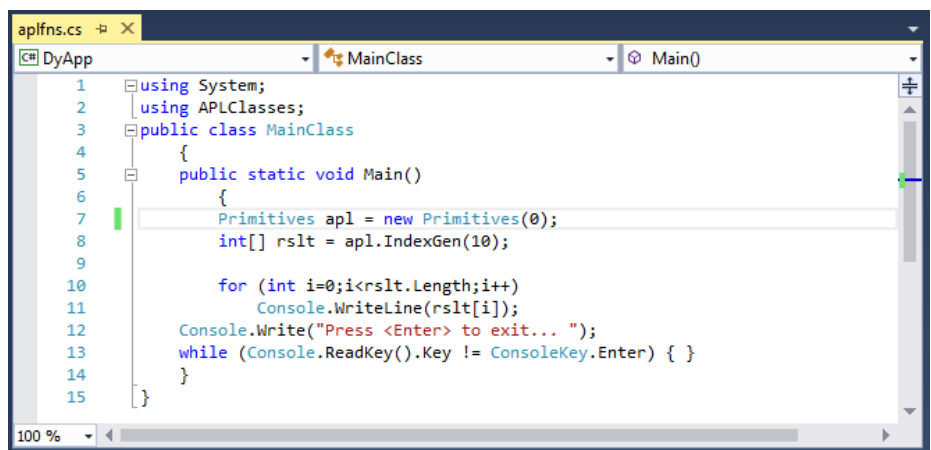 aplfns.cs
C# DyApp MainClass Main()
1 using System;
2 using APLClasses;
3 public class MainClass
4 {
5 public static void Main()
6 {
7 Primitives apl = new Primitives(0);
8 int[] rslt = apl.IndexGen(10);
9
10 for (int i=0;i<rslt.Length;i++)
11 Console.WriteLine(rslt[i]);
12 Console.Write("Press <Enter> to exit... ");
13 while (Console.ReadKey().Key != ConsoleKey.Enter) { }
14 }
15 }
100 %